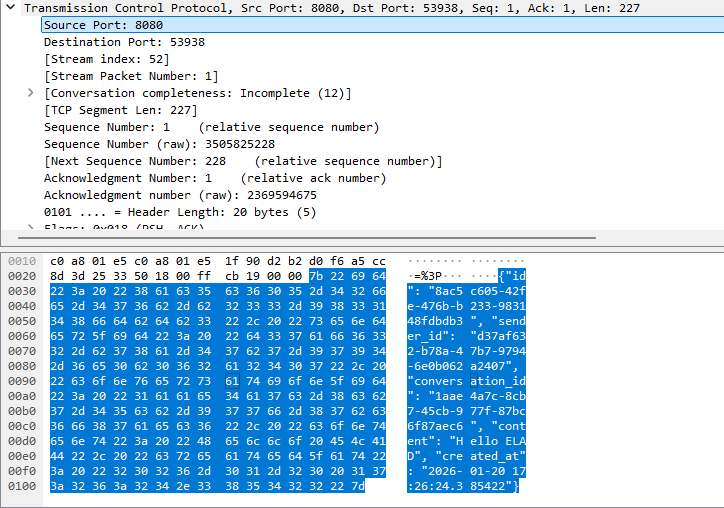 Transmission Control Protocol, Src Port: 8080, Dst Port: 53938, Seq: 1, Ack: 1, Len: 227
Source Port: 8080
Destination Port: 53938
[Stream index: 52]
[Stream Packet Number: 1]
[Conversation completeness: Incomplete (12)]
[TCP Segment Len: 227]
Sequence Number: 1    (relative sequence number)
Sequence Number (raw): 3505825228
[Next Sequence Number: 228    (relative sequence number)]
Acknowledgment Number: 1    (relative ack number)
Acknowledgment number (raw): 2369594675
0101 .... = Header Length: 20 bytes (5)
Flags: 0x018 (PSH, ACK)
0010  c0 a8 01 e5 c0 a8 01 e5  1f 90 d2 b2 d0 f6 a5 cc  ········ ········
0020  8d 3d 25 33 50 18 00 ff  cb 19 00 00 7b 22 69 64  ·=%3P··· ····{"id
0030  22 3a 20 22 38 61 63 35  63 36 30 35 2d 34 32 66  ": "8ac5 c605-42f
0040  65 2d 34 37 36 62 2d 62  32 33 33 2d 39 38 33 31  e-476b-b 233-9831
0050  34 38 66 64 62 64 62 33  22 2c 20 22 73 65 6e 64  48fdbdb3 ", "send
0060  65 72 5f 69 64 22 3a 20  22 64 33 37 61 66 36 33  er_id":  "d37af63
0070  32 2d 62 37 38 61 2d 34  37 62 37 2d 39 37 39 34  2-b78a-4 7b7-9794
0080  2d 36 65 30 62 30 36 32  61 32 34 30 37 22 2c 20  -6e0b062 a2407",
0090  22 63 6f 6e 76 65 72 73  61 74 69 6f 6e 5f 69 64  "convers ation_id
00a0  22 3a 20 22 31 61 61 65  34 61 37 63 2d 38 63 62  ": "1aae 4a7c-8cb
00b0  37 2d 34 35 63 62 2d 39  37 37 66 2d 38 37 62 63  7-45cb-9 77f-87bc
00c0  36 66 38 37 61 65 63 36  22 2c 20 22 63 6f 6e 74  6f87aec6 ", "cont
00d0  65 6e 74 22 3a 20 22 48  65 6c 6c 6f 20 45 4c 41  ent": "H ello ELA
00e0  44 22 2c 20 22 63 72 65  61 74 65 64 5f 61 74 22  D", "cre ated_at"
00f0  3a 20 22 32 30 32 36 2d  30 31 2d 32 30 20 31 37  : "2026- 01-20 17
0100  3a 32 36 3a 32 34 2e 33  38 35 34 32 32 22 7d  :26:24.3 85422"}